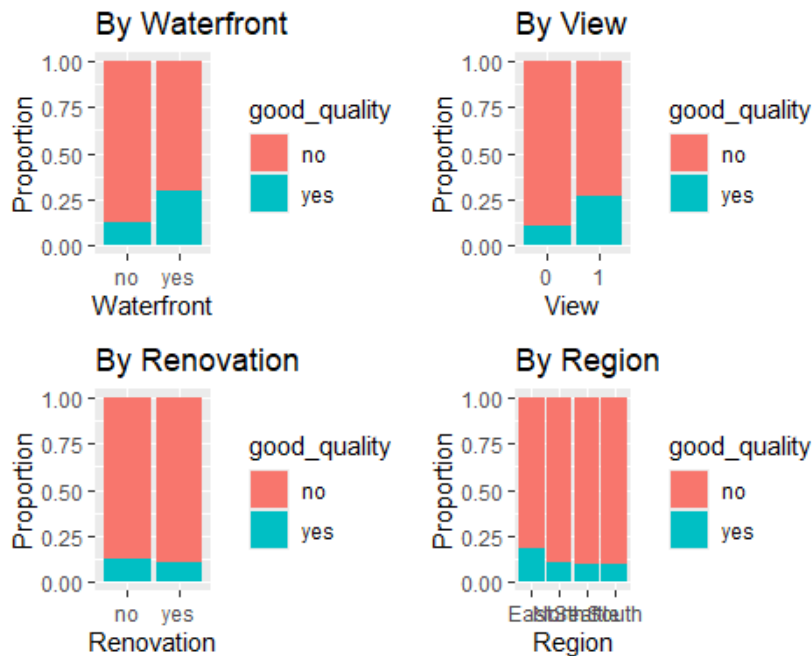 By Waterfront
1.00
0.75
0.50
0.25
0.00
Proportion
no
yes
Waterfront
good_quality
no
yes
By View
1.00
0.75
0.50
0.25
0.00
Proportion
0
1
View
good_quality
no
yes
By Renovation
1.00
0.75
0.50
0.25
0.00
Proportion
no
yes
Renovation
good_quality
no
yes
By Region
1.00
0.75
0.50
0.25
0.00
Proportion
East
North
Seattle
South
Region
good_quality
no
yes